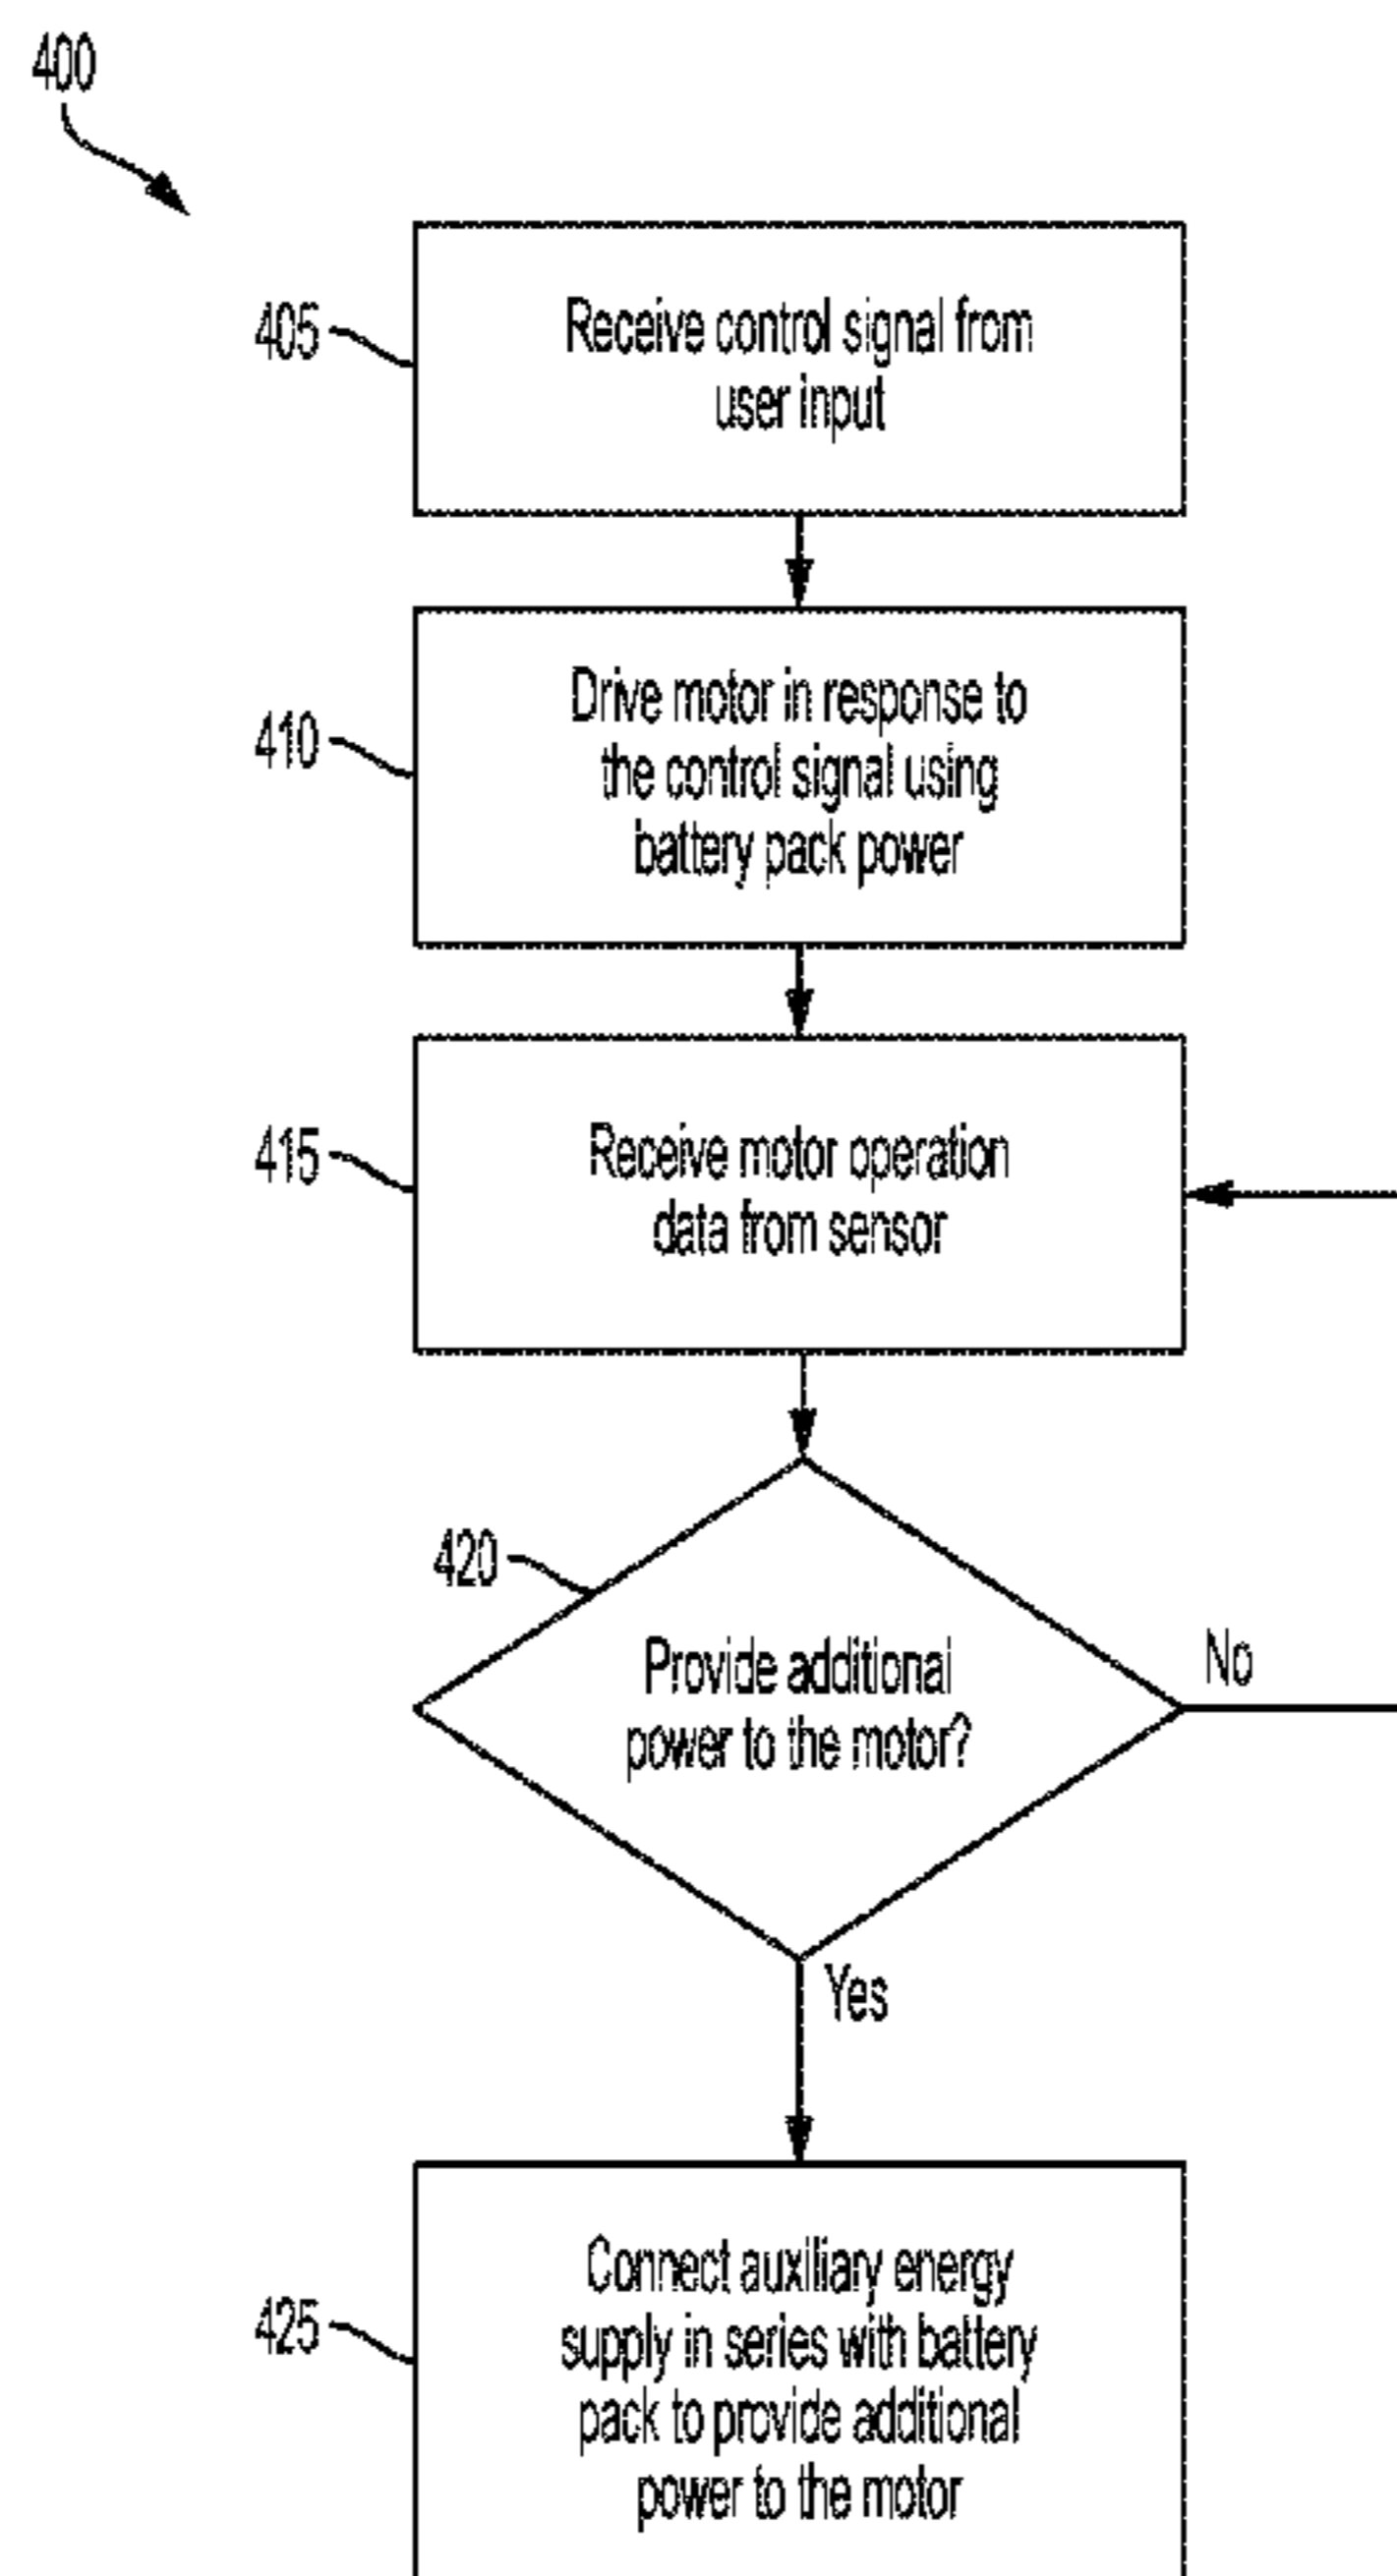 400
405
Receive control signal from
user input
410
Drive motor in response to
the control signal using
battery pack power
415
Receive motor operation
data from sensor
420
Provide additional
power to the motor?
No
Yes
425
Connect auxiliary energy
supply in series with battery
pack to provide additional
power to the motor